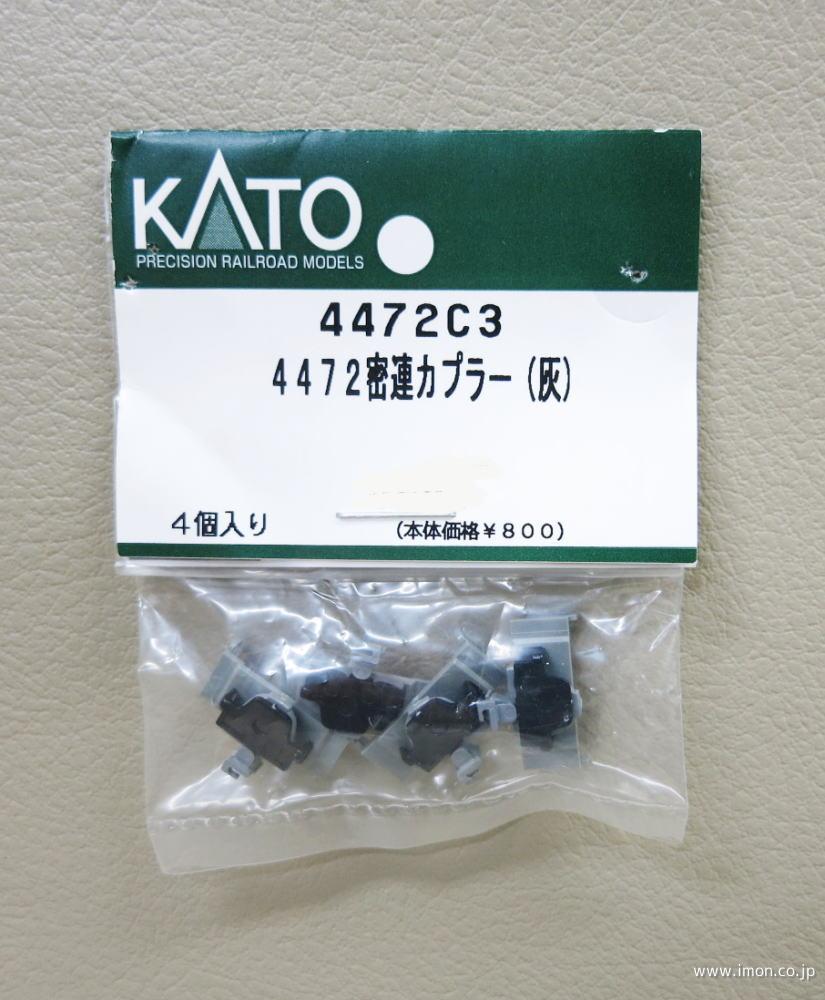 KATO
PRECISION RAILROAD MODELS
4472C3
4472密連カプラー(灰)
4個入り
(本体価格¥800)
www.imon.co.jp